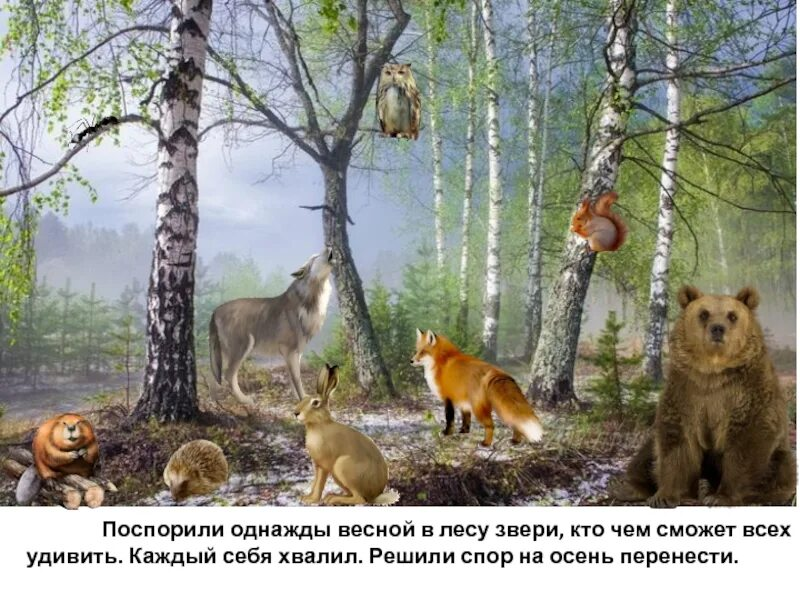 Поспорили однажды весной в лесу звери, кто чем сможет всех
удивить. Каждый себя хвалил. Решили спор на осень перенести.